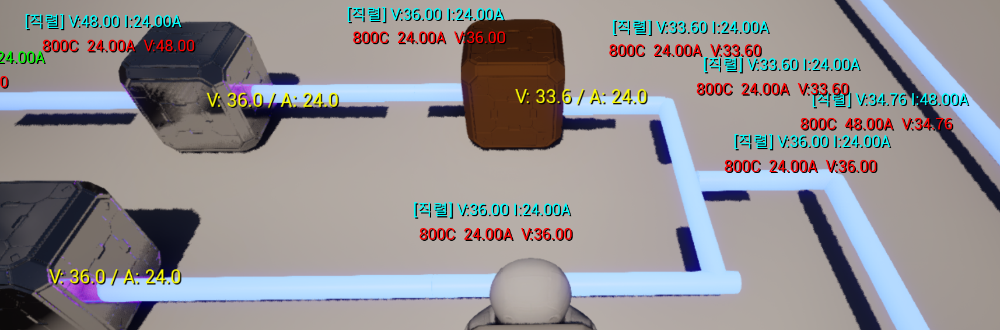 [직렬] V:48.00 I:24.00A
800C 24.00A V:48.00
24.00A
0
V: 36.0 / A: 24.0
[직렬] V:36.00 I:24.00A
800C 24.00A V:36.00
V: 33.6 / A: 24.0
[직렬] V:33.60 I:24.00A
800C 24.00A V:33.60
[직렬] V:33.60 I:24.00A
800C 24.00A V:33.60
[직렬] V:34.76 I:48.00A
800C 48.00A V:34.76
[직렬] V:36.00 I:24.00A
800C 24.00A V:36.00
[직렬] V:36.00 I:24.00A
800C 24.00A V:36.00
V: 36.0 / A: 24.0